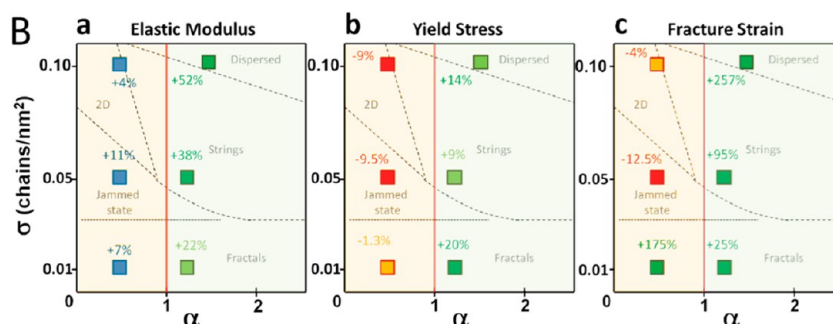 B
a Elastic Modulus
b Yield Stress
c Fracture Strain
σ (chains/nm²)
0.10
0.05
0.01
0
1
2
α
Dispersed
2D
Strings
Jammed
state
Fractals
+4%
+52%
+11%
+38%
+7%
+22%
0.10
0.05
0.01
0
1
2
α
Dispersed
2D
Strings
Jammed
state
Fractals
-9%
+14%
-9.5%
+9%
-1.3%
+20%
0.10
0.05
0.01
0
1
2
α
Dispersed
2D
Strings
Jammed
state
Fractals
-4%
+257%
-12.5%
+95%
+175%
+25%